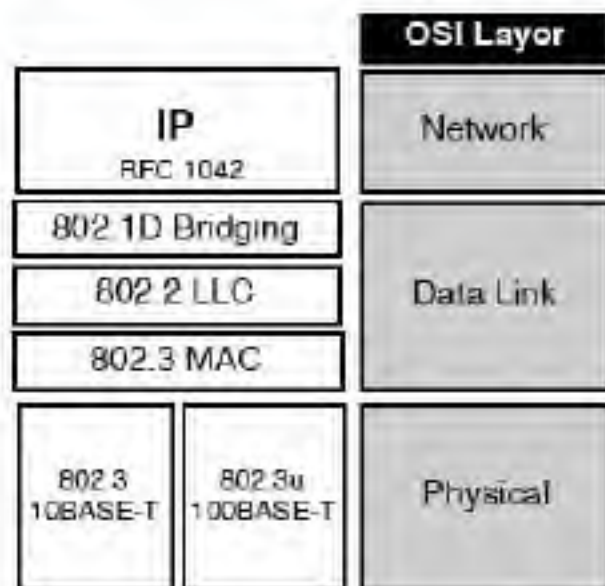 OSI Layor
IP
RFC 1042
Network
802.1D Bridging
802.2 LLC
802.3 MAC
Data Link
802.3
10BASE-T
802.3u
100BASE-T
Physical